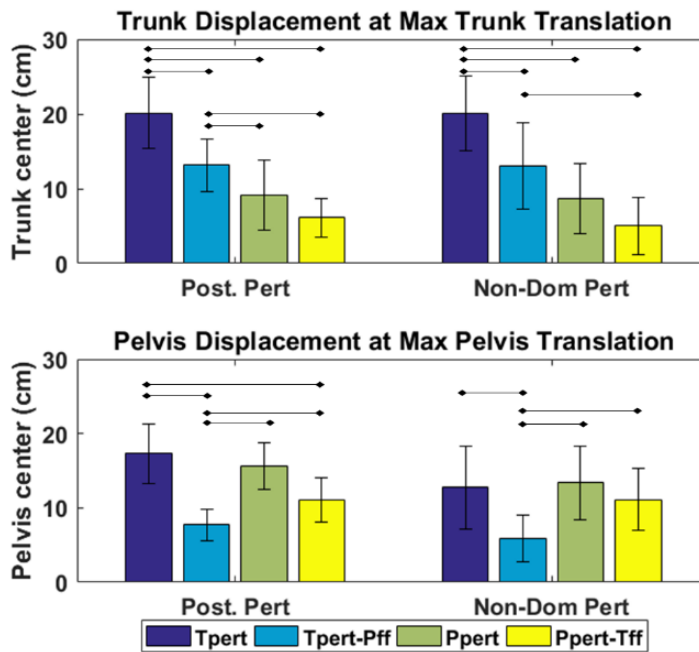 Trunk Displacement at Max Trunk Translation
Trunk center (cm)
30
20
10
0
Post. Pert Non-Dom Pert
Pelvis Displacement at Max Pelvis Translation
Pelvis center (cm)
30
20
10
0
Post. Pert Non-Dom Pert
Tpert Tpert-Pff Ppert Ppert-Tff